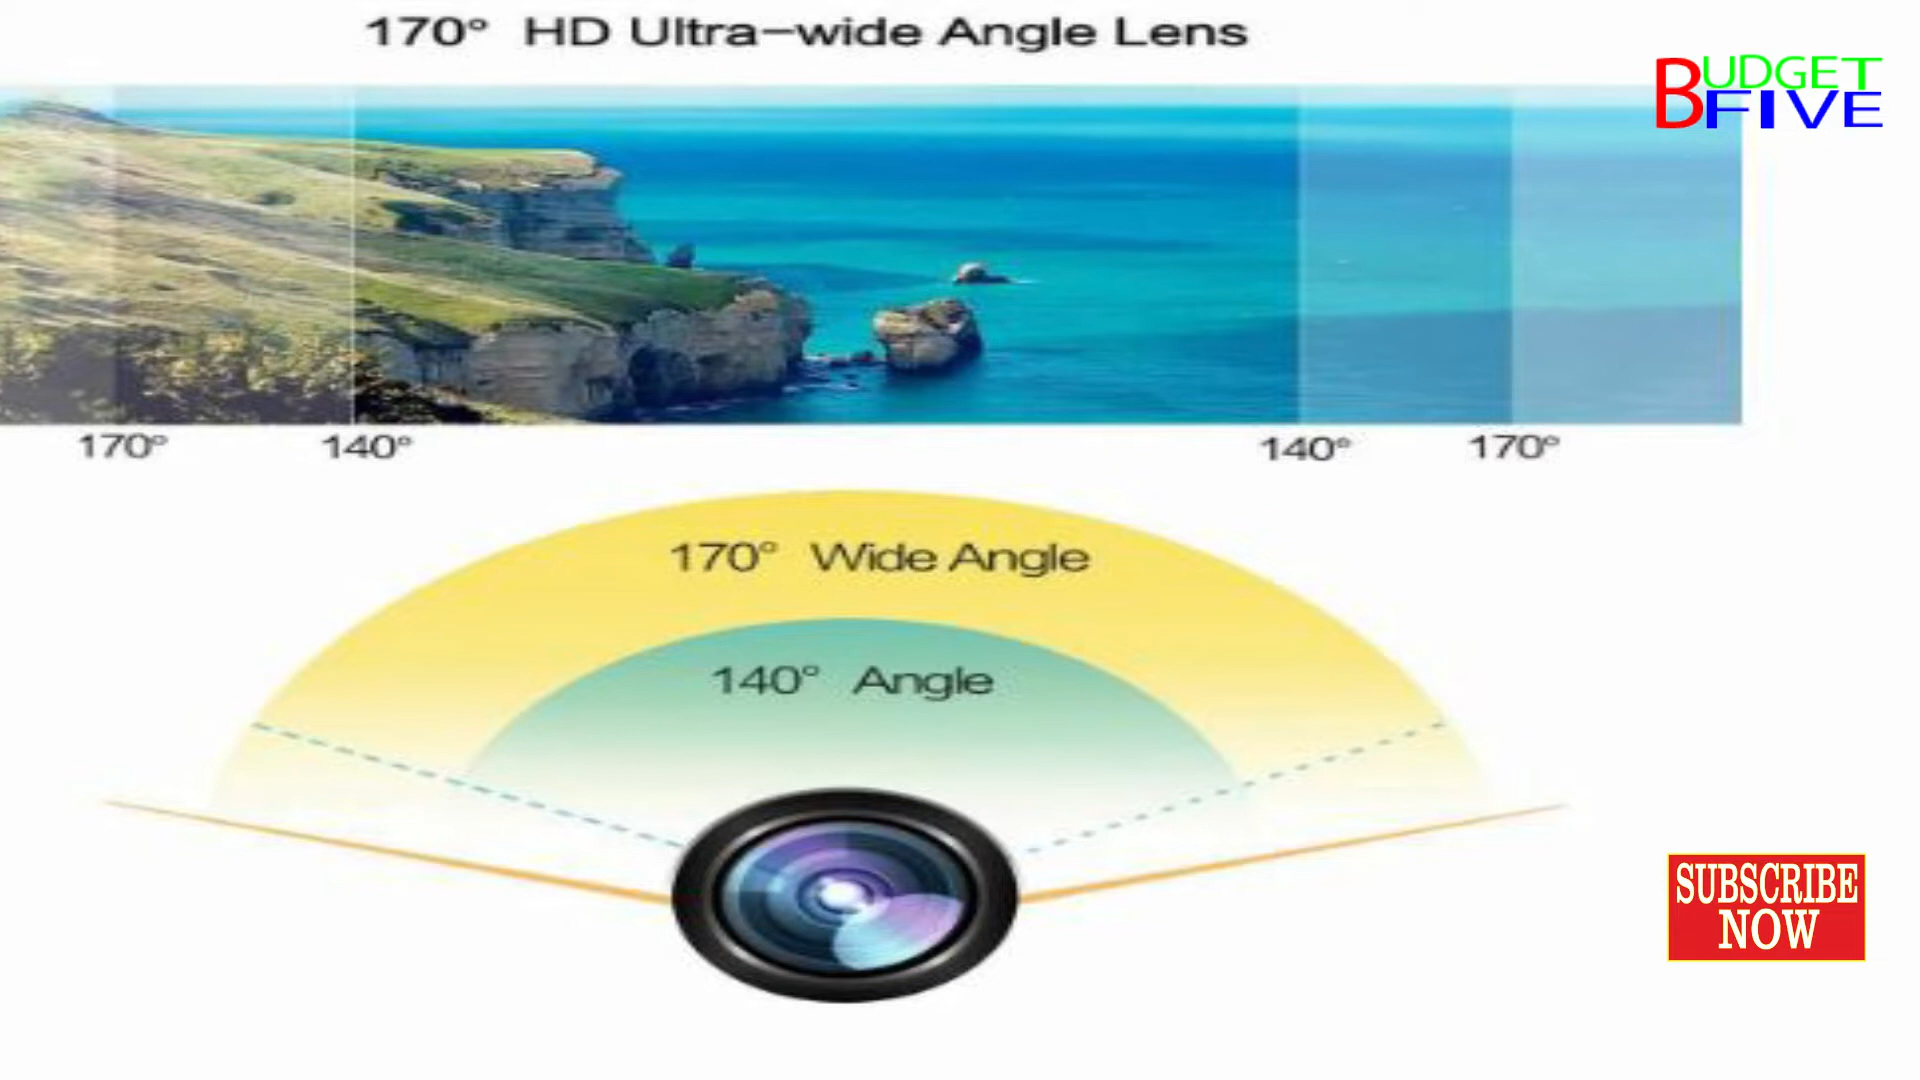 170° HD Ultra-wide Angle Lens
BUDGET
FIVE
170° 140° 140° 170°
170° Wide Angle
140° Angle
SUBSCRIBE
NOW